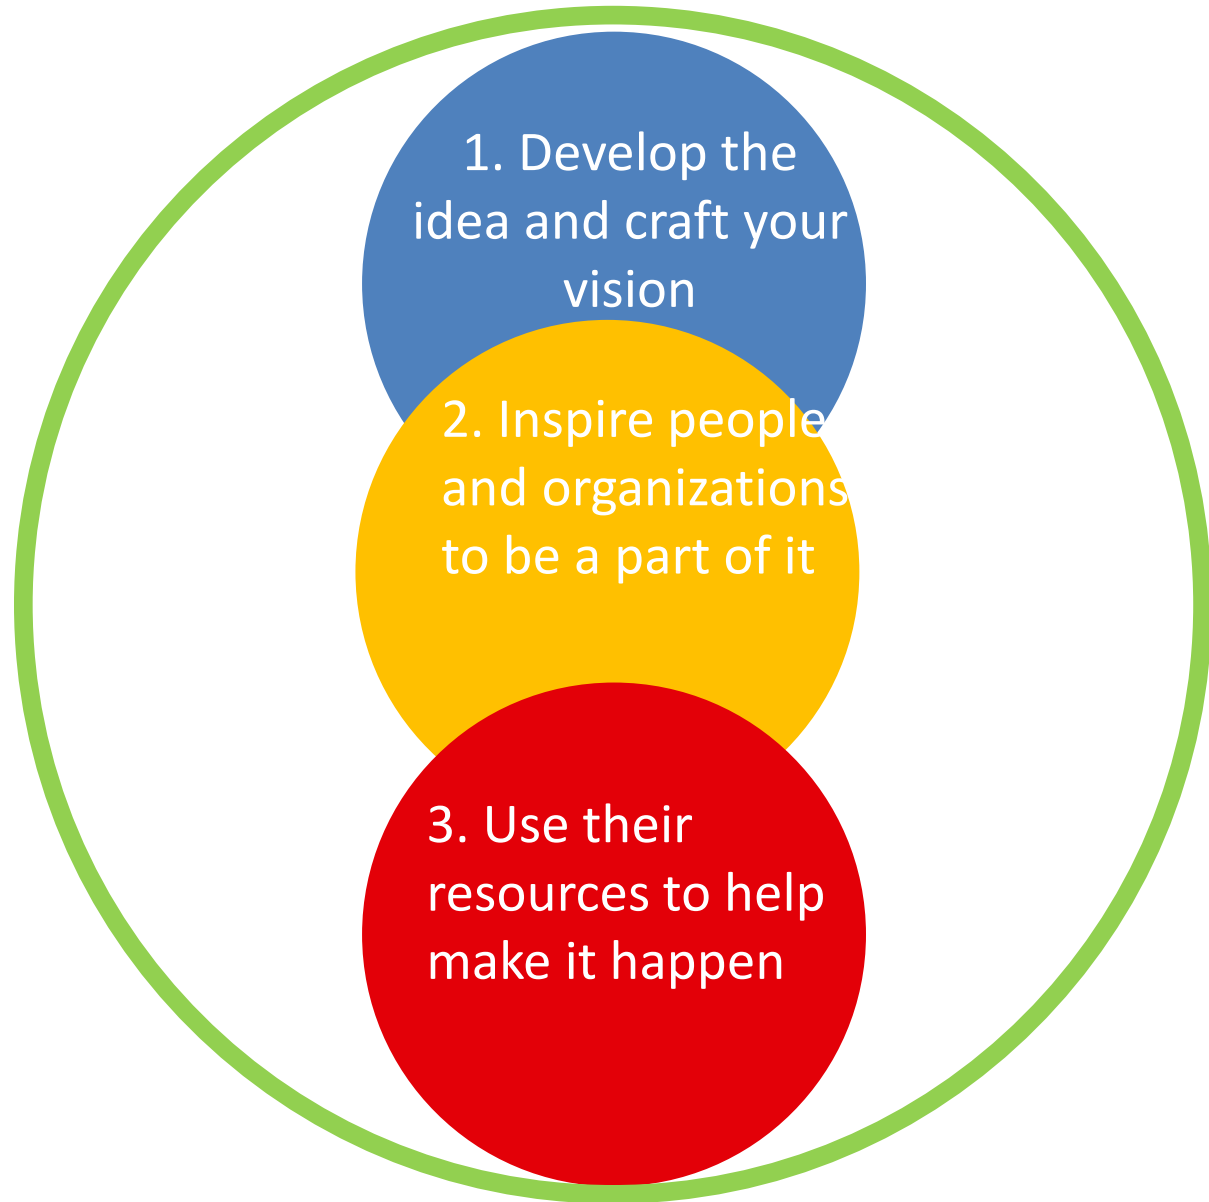 1. Develop the
idea and craft your
vision
2. Inspire people
and organizations
to be a part of it
3. Use their
resources to help
make it happen